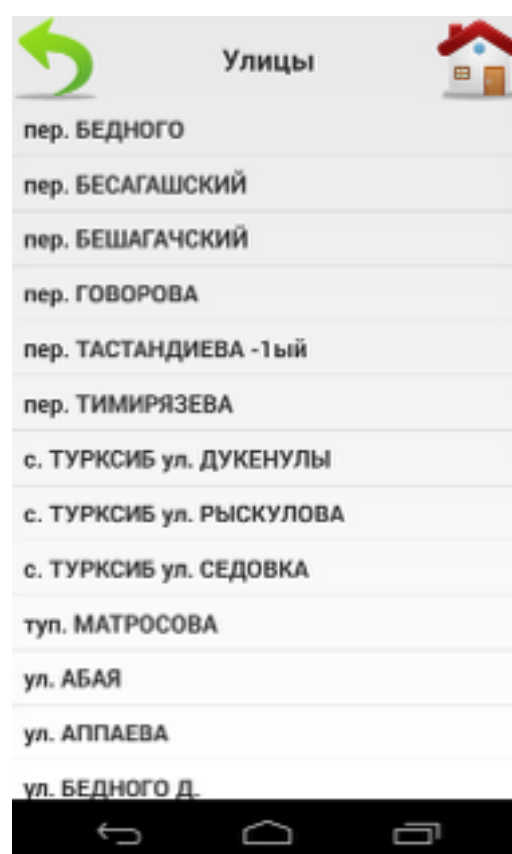 Улицы
пер. БЕДНОГО
пер. БЕСАГАШСКИЙ
пер. БЕШАГАЧСКИЙ
пер. ГОВОРОВА
пер. ТАСТАНДИЕВА -1ый
пер. ТИМИРЯЗЕВА
с. ТУРКСИБ ул. ДУКЕНУЛЫ
с. ТУРКСИБ ул. РЫСКУЛОВА
с. ТУРКСИБ ул. СЕДОВКА
туп. МАТРОСОВА
ул. АБАЯ
ул. АППАЕВА
ул. БЕДНОГО Д.